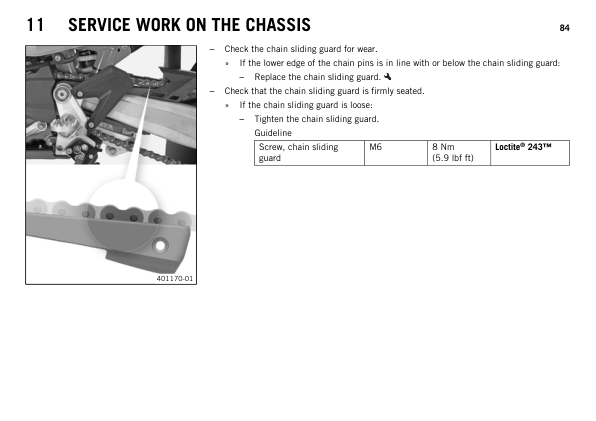 11 SERVICE WORK ON THE CHASSIS 84
– Check the chain sliding guard for wear.
» If the lower edge of the chain pins is in line with or below the chain sliding guard:
– Replace the chain sliding guard.
– Check that the chain sliding guard is firmly seated.
» If the chain sliding guard is loose:
– Tighten the chain sliding guard.
Guideline
Screw, chain sliding guard M6 8 Nm (5.9 lbf ft) Loctite® 243™
401170-01